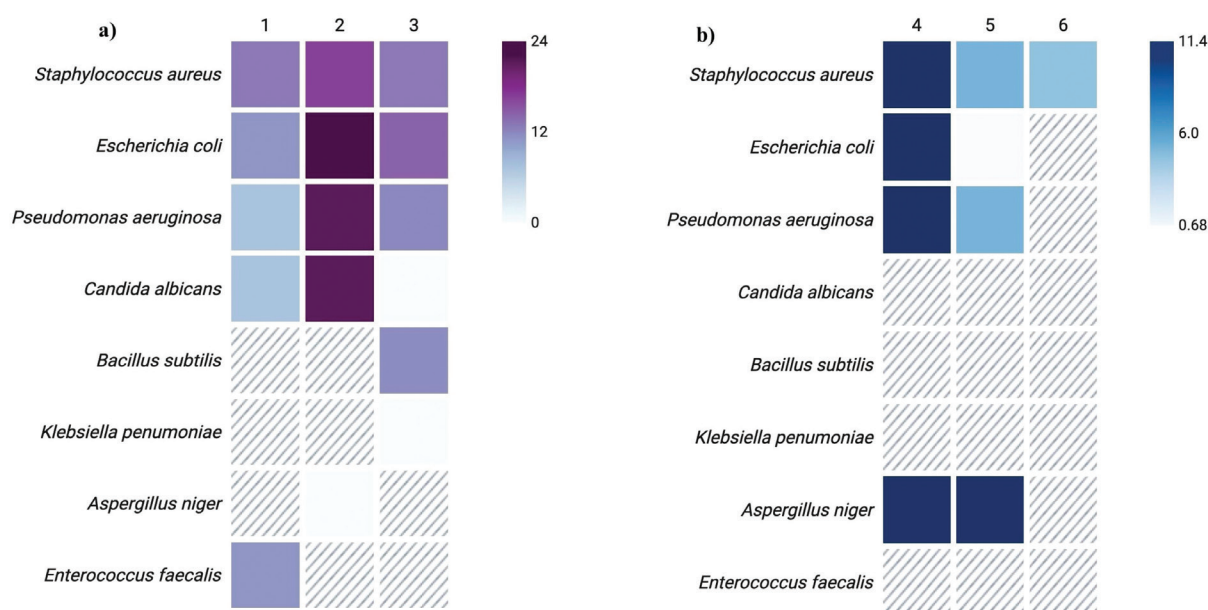 a)
1 2 3
Staphylococcus aureus
Escherichia coli
Pseudomonas aeruginosa
Candida albicans
Bacillus subtilis
Klebsiella penumoniae
Aspergillus niger
Enterococcus faecalis
24
12
0
b)
4 5 6
Staphylococcus aureus
Escherichia coli
Pseudomonas aeruginosa
Candida albicans
Bacillus subtilis
Klebsiella penumoniae
Aspergillus niger
Enterococcus faecalis
11.4
6.0
0.68